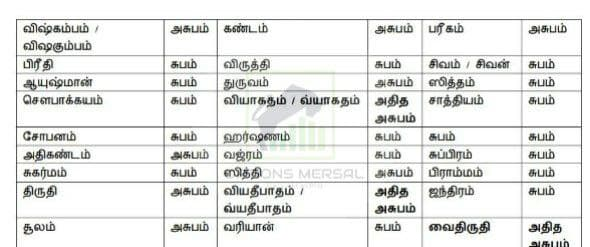 விஷ்கம்பம் / அசுபம் கண்டம் அசுபம் பரீகம் அசுபம்
விஷகும்பம்
பிரீதி சுபம் விருத்தி சுபம் சிவம் / சிவன் சுபம்
ஆயுஷ்மான் சுபம் துருவம் அசுபம் ஸித்தம் சுபம்
சௌபாக்கயம் சுபம் வியாகதம் / வ்யாகதம் அதித சாத்தியம் சுபம்
அசுபம்
சோபனம் சுபம் ஹர்ஷணம் சுபம் சுபம் சுபம்
அதிகண்டம் அசுபம் வஜ்ரம் சுபம் சுப்பிரம் சுபம்
சுகர்மம் சுபம் ஸித்தி அசுபம் பிராம்மம் சுபம்
திருதி அசுபம் வியதீபாதம் / அதித ஐந்திரம் சுபம்
வ்யதீபாதம் அசுபம்
சூலம் அசுபம் வரியான் சுபம் வைதிருதி அதித
அசுபம்
IONS MERSAL